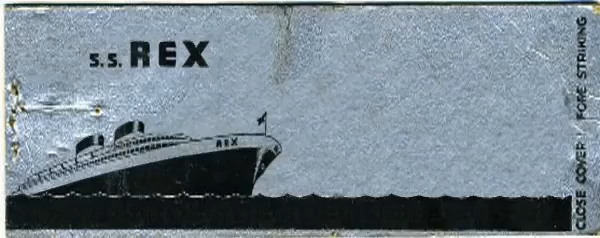 S.S. REX
REX
CLOSE COVER / FORE STRIKING